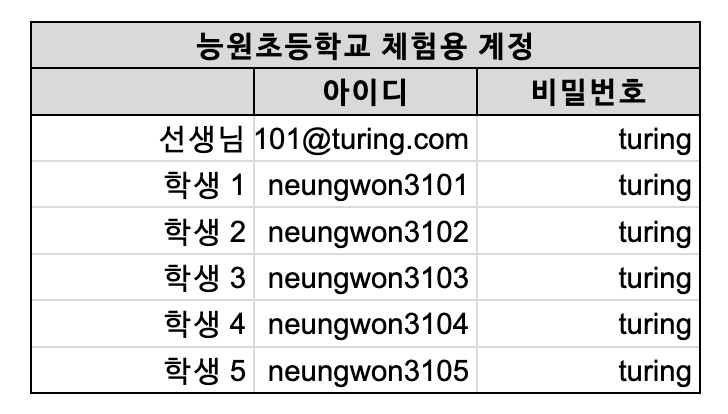 능원초등학교 체험용 계정
아이디 비밀번호
선생님 101@turing.com turing
학생 1 neungwon3101 turing
학생 2 neungwon3102 turing
학생 3 neungwon3103 turing
학생 4 neungwon3104 turing
학생 5 neungwon3105 turing